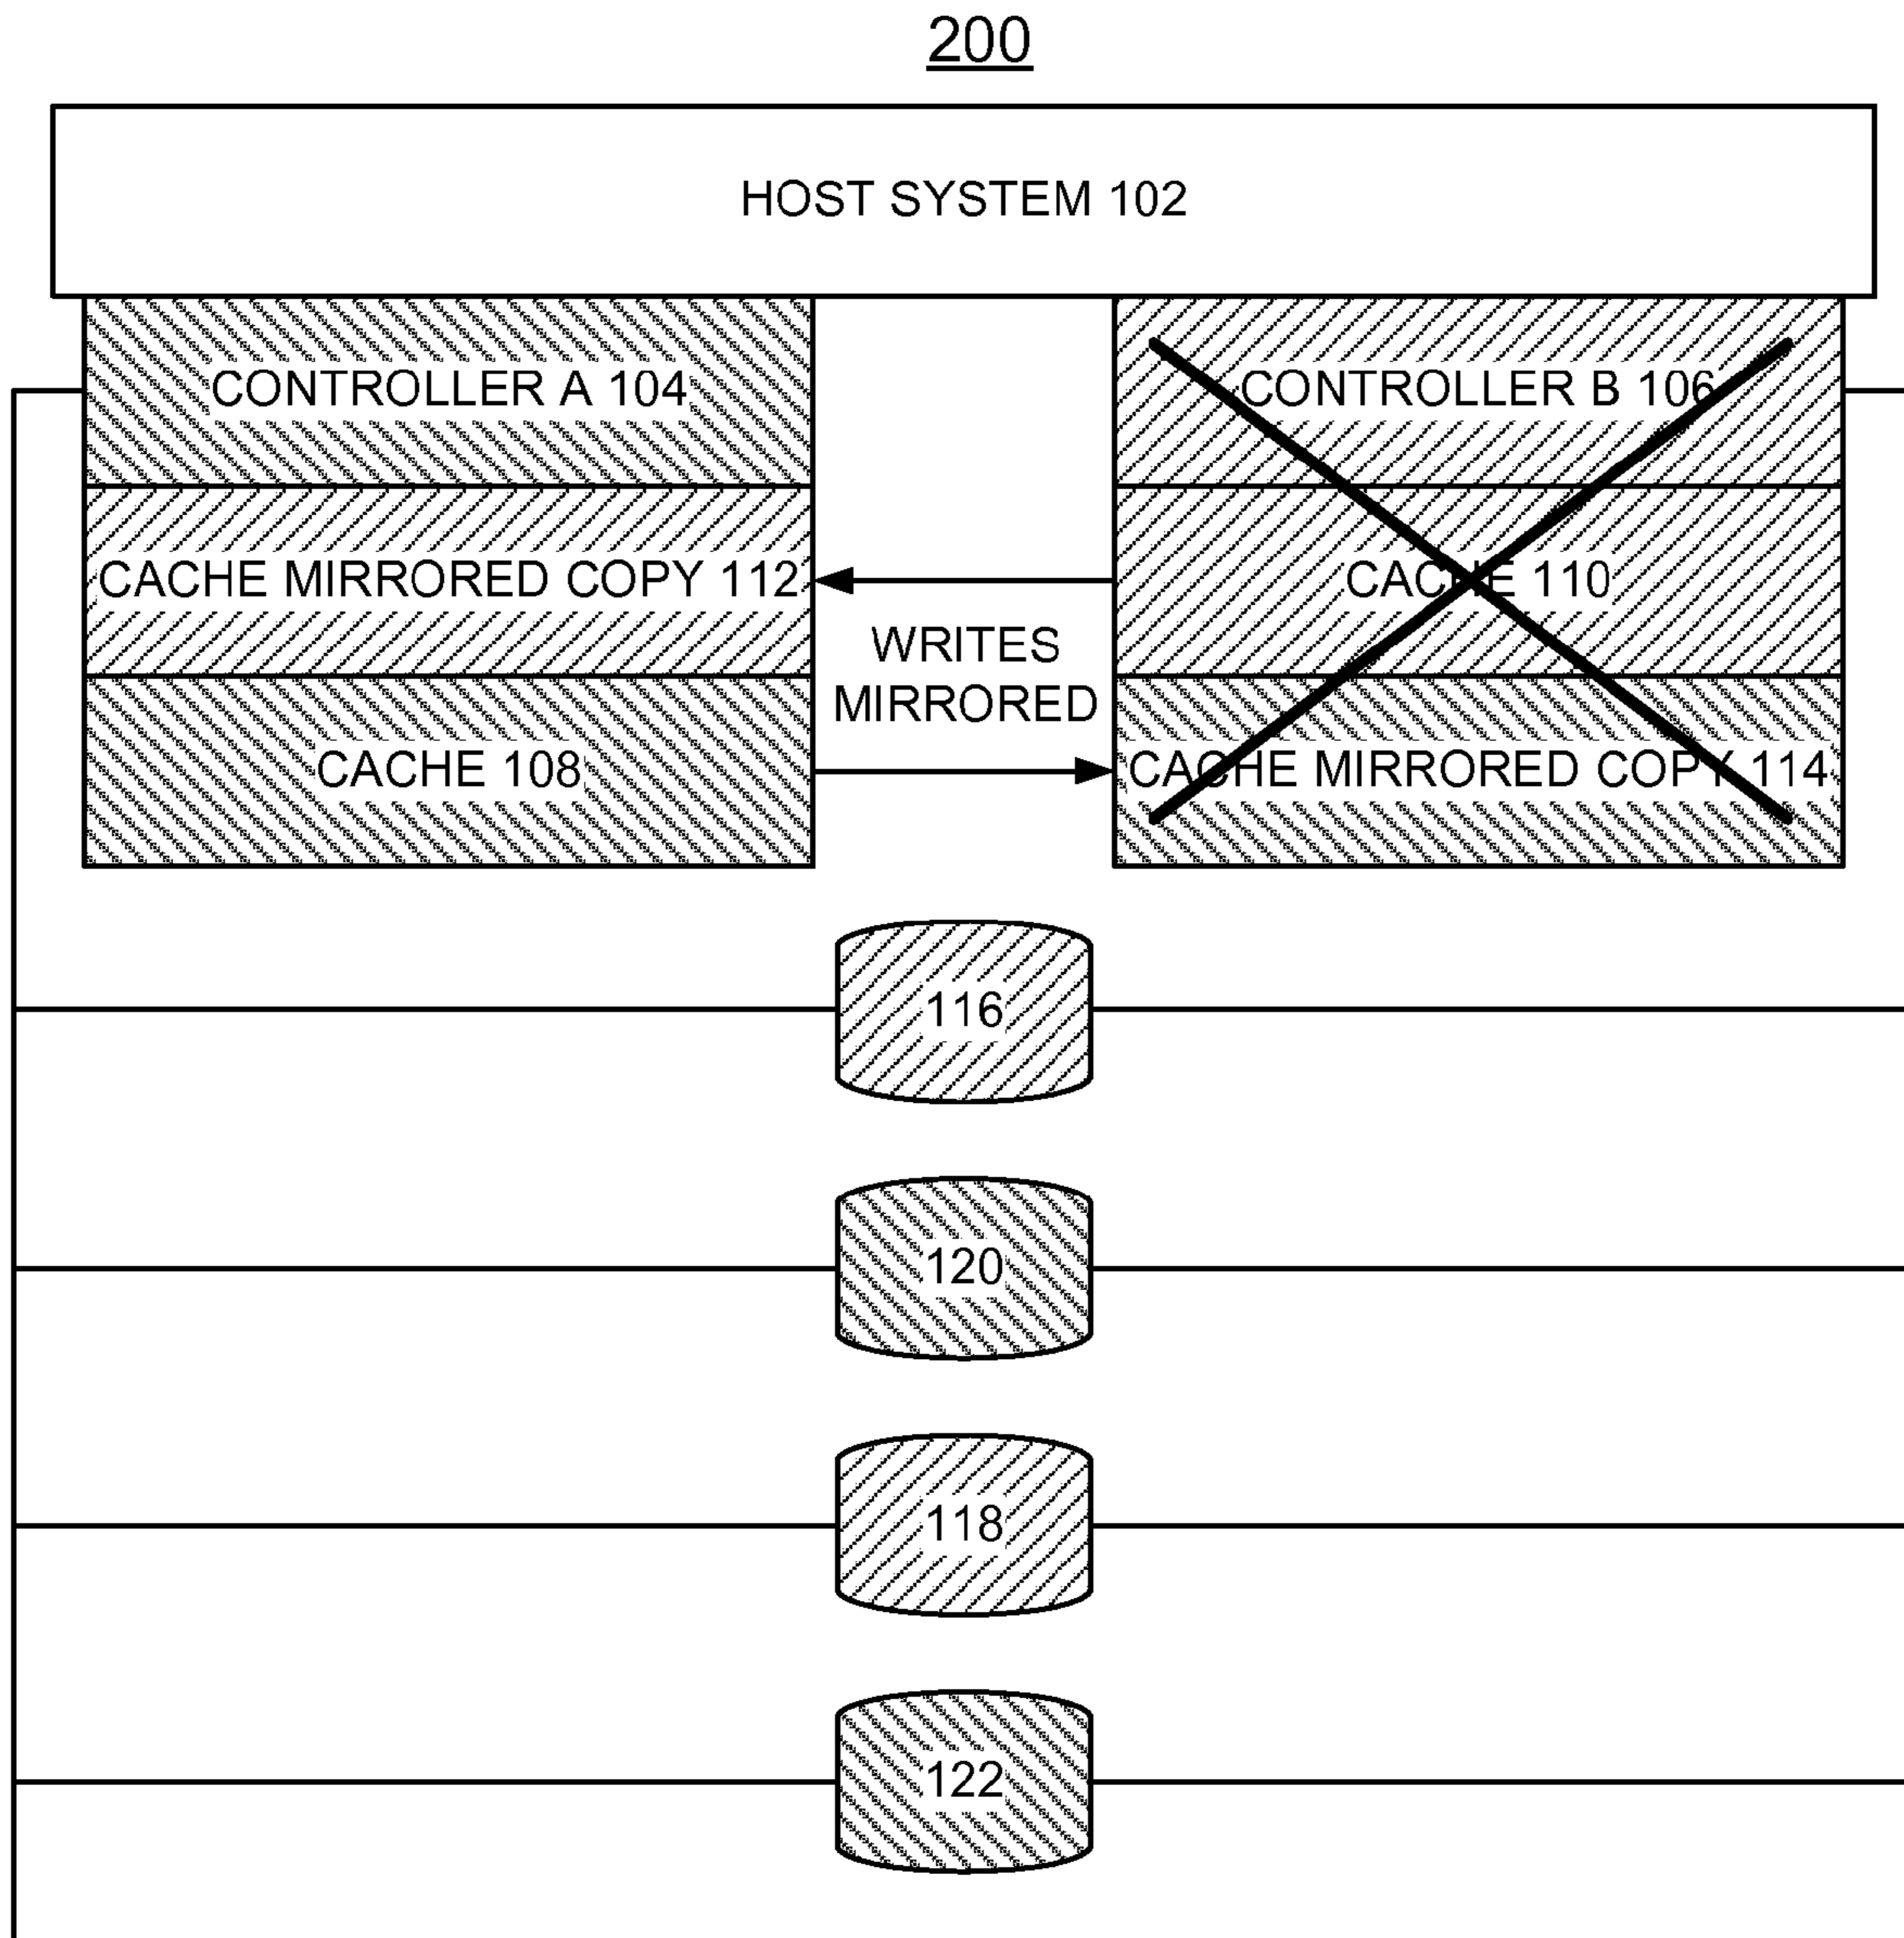 200
HOST SYSTEM 102
CONTROLLER A 104
CONTROLLER B 106
CACHE MIRRORED COPY 112
CACHE 110
WRITES
MIRRORED
CACHE 108
CACHE MIRRORED COPY 114
116
120
118
122